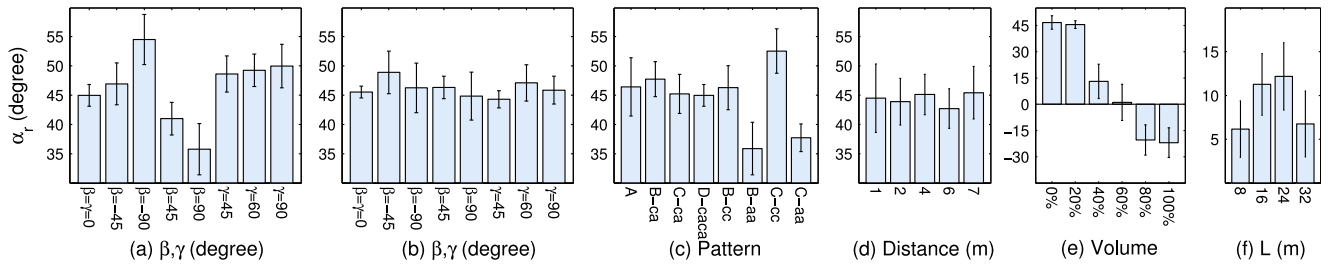 α_r (degree)
55
50
45
40
35
β=γ=0
β=−45
β=−90
β=45
β=90
γ=45
γ=60
γ=90
(a) β,γ (degree)
55
50
45
40
35
β=γ=0
β=−45
β=−90
β=45
β=90
γ=45
γ=60
γ=90
(b) β,γ (degree)
55
50
45
40
35
A
B−ca
C−ca
D−caca
B−cc
B−aa
C−cc
C−aa
(c) Pattern
55
50
45
40
35
1
2
4
6
7
(d) Distance (m)
45
30
15
0
−15
−30
0%
20%
40%
60%
80%
100%
(e) Volume
15
10
5
8
16
24
32
(f) L (m)